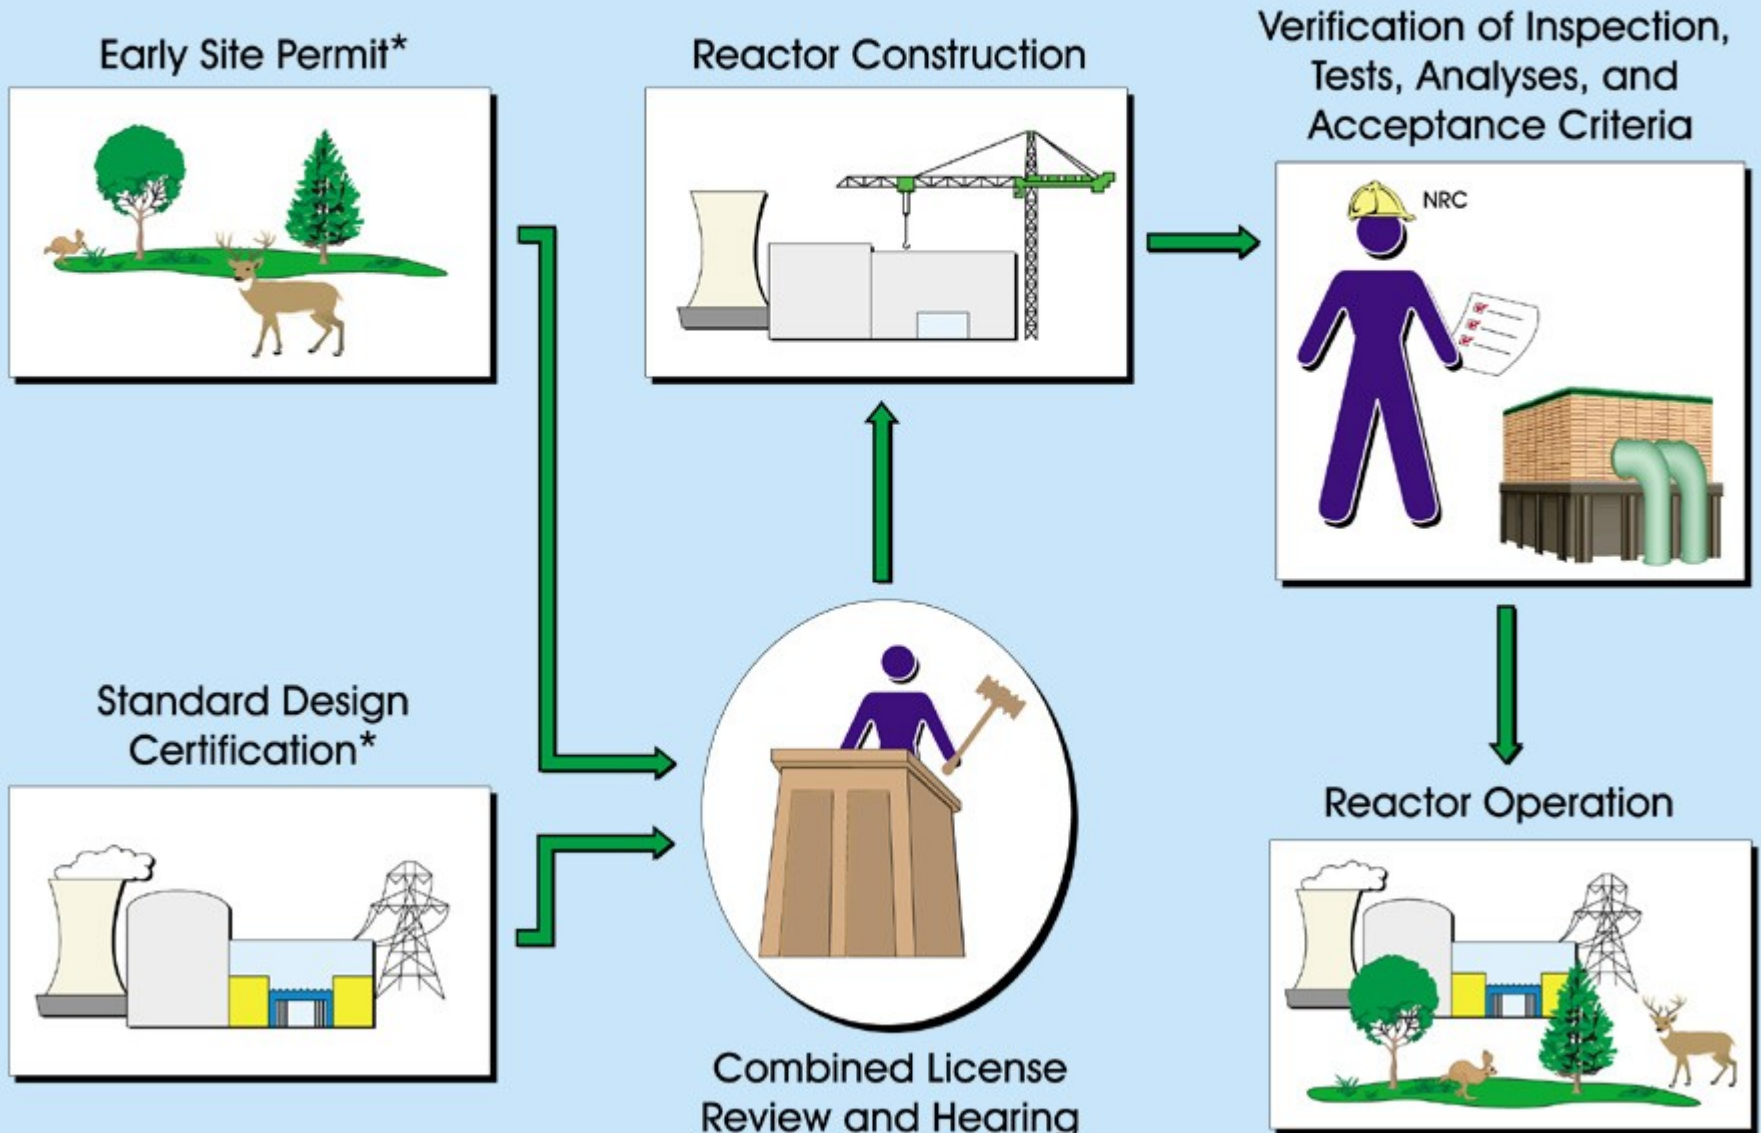 Early Site Permit*
Reactor Construction
Verification of Inspection,
Tests, Analyses, and
Acceptance Criteria
NRC
Standard Design
Certification*
Combined License
Review and Hearing
Reactor Operation